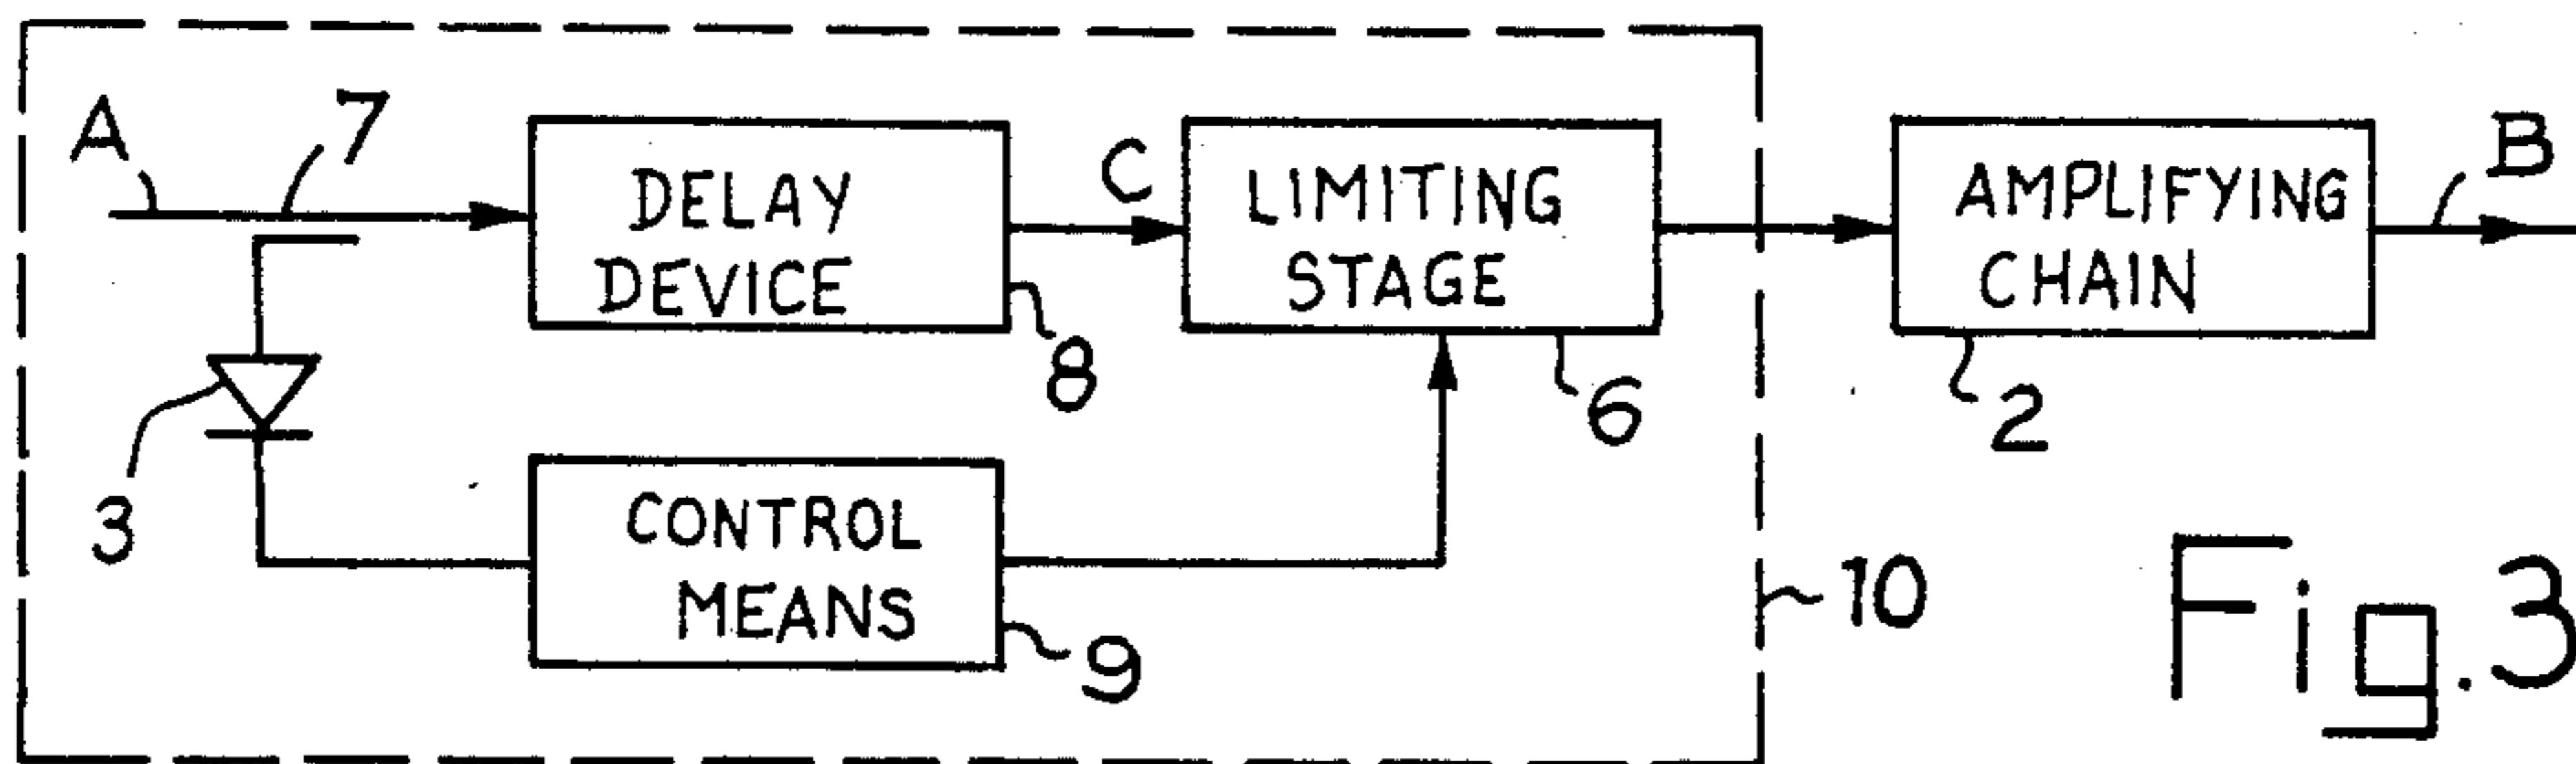 A
7
DELAY
DEVICE
8
C
LIMITING
STAGE
6
AMPLIFYING
CHAIN
2
B
3
CONTROL
MEANS
9
10
Fig.3